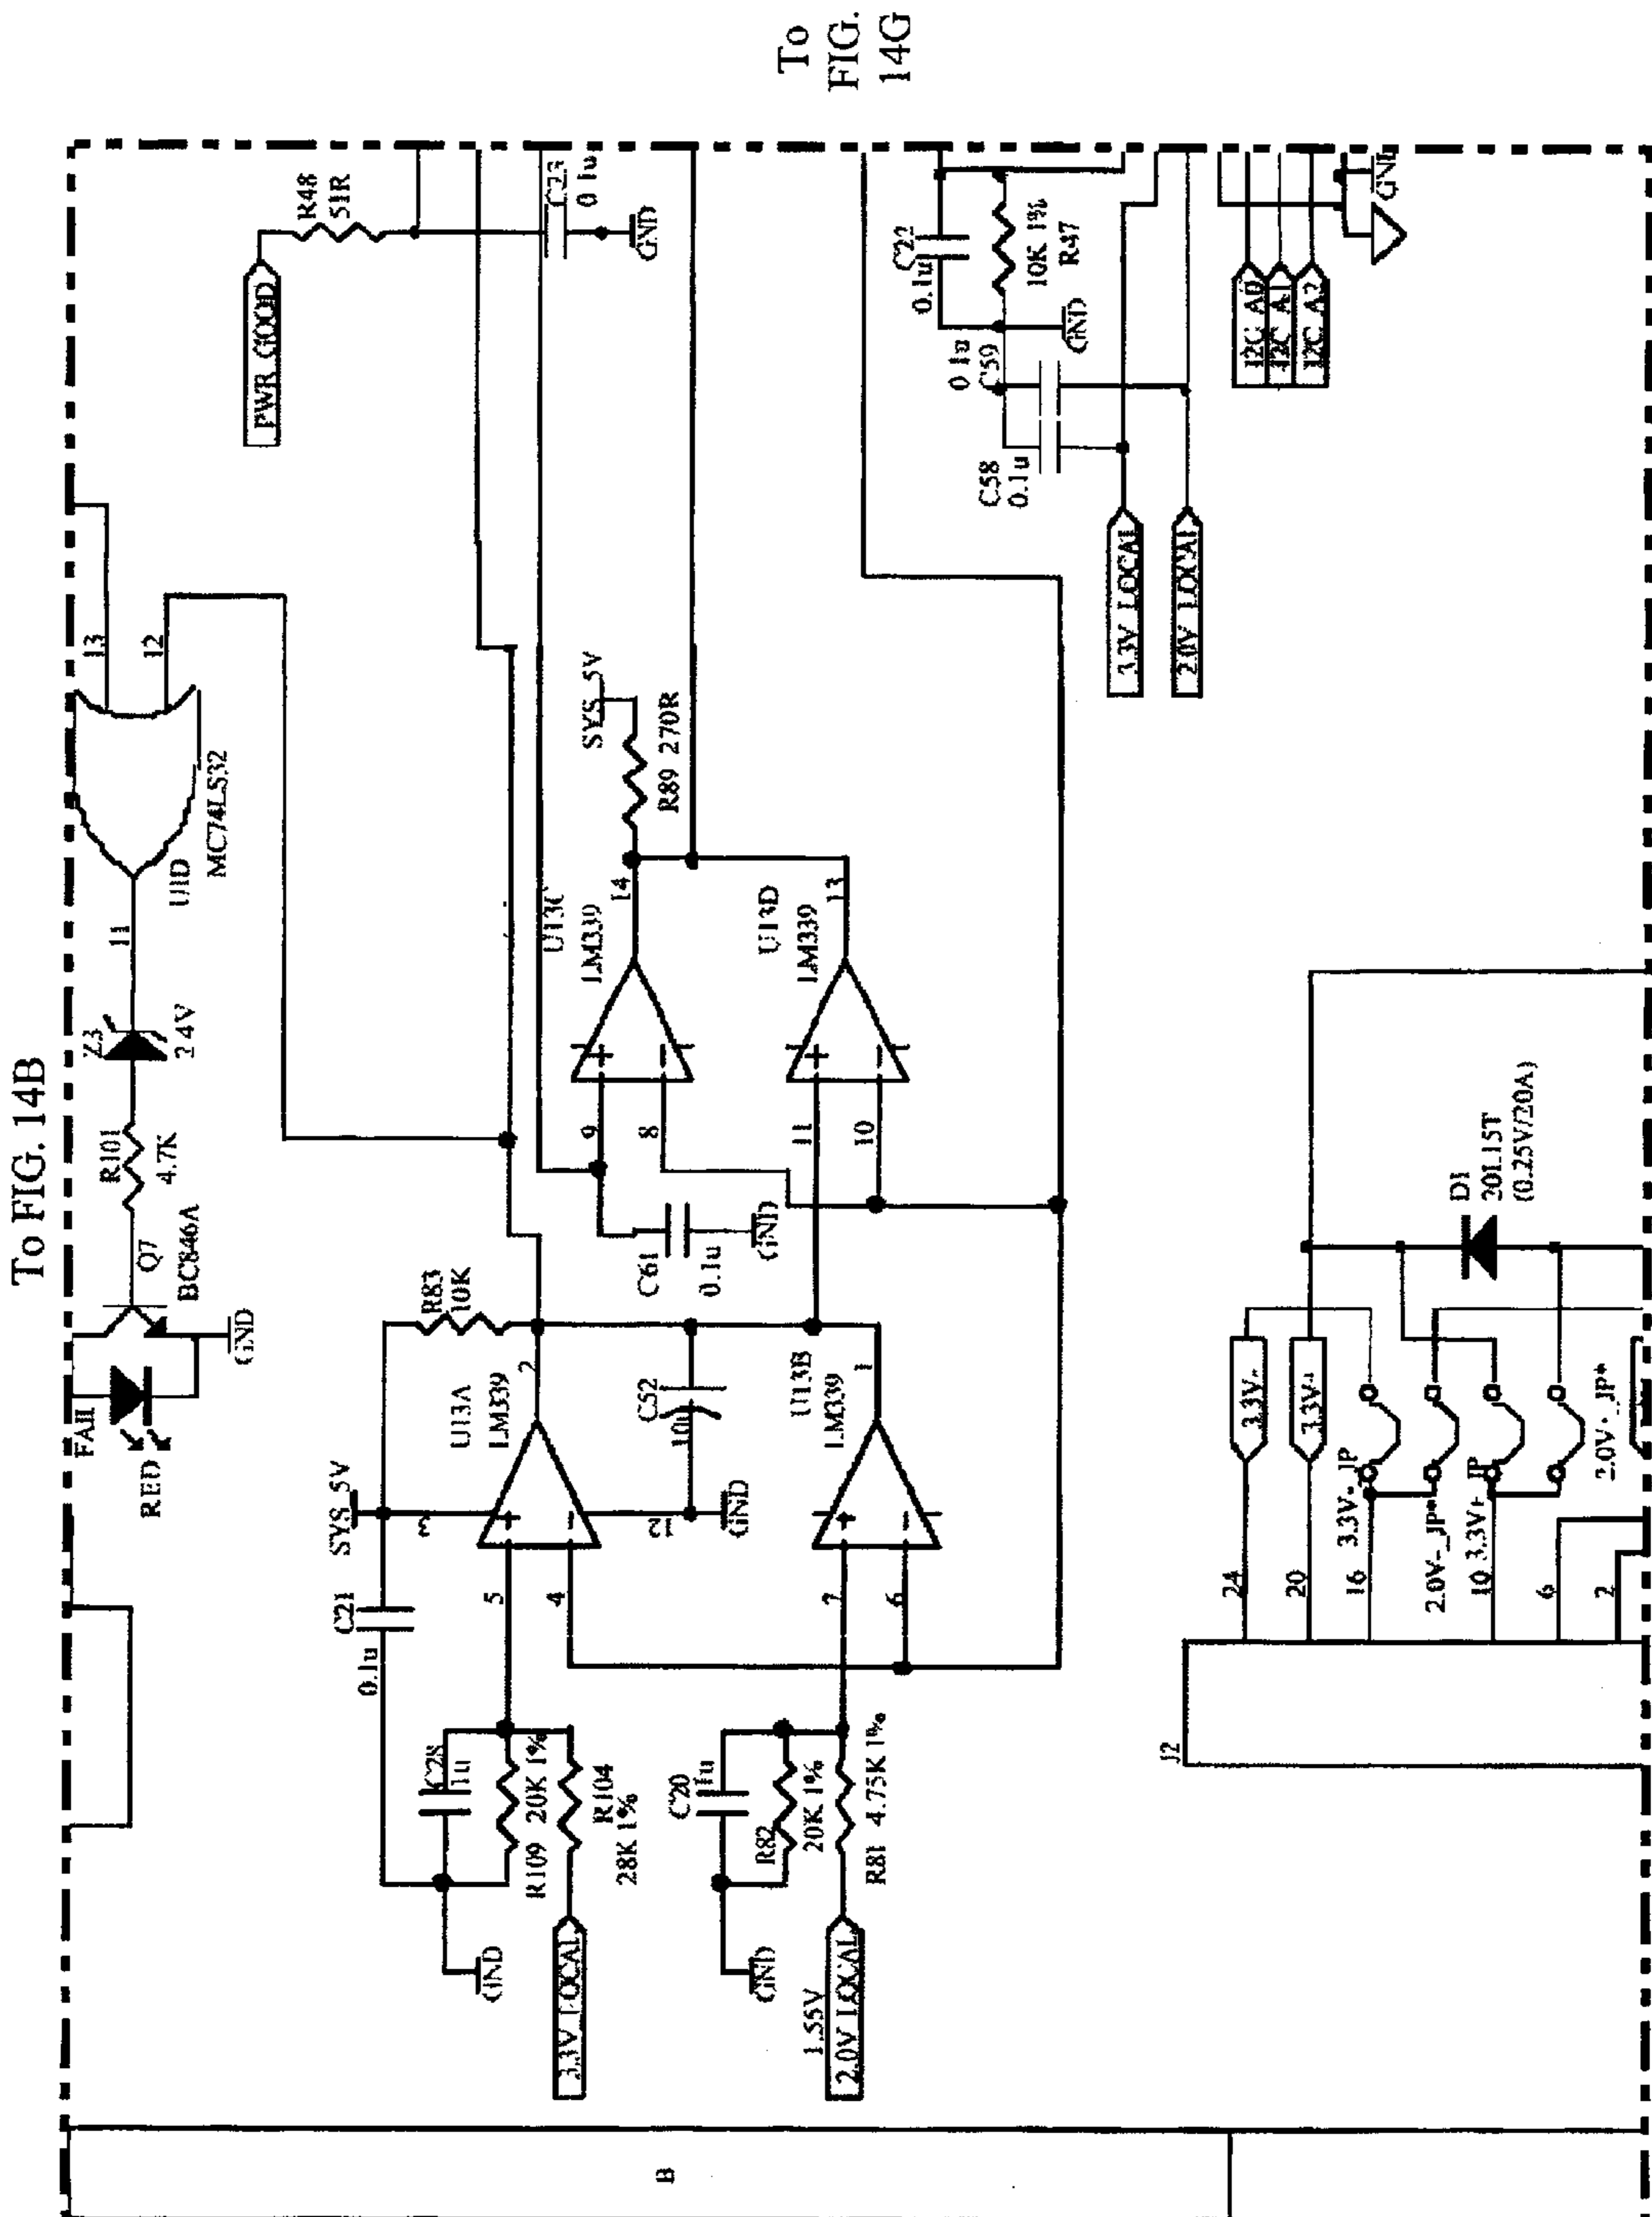 To FIG. 14B
To
FIG.
14G
FAIL
RED
Q7
BC846A
GND
R101
4.7K
Z3
2.4V
11
U1D
MC74LS32
13
12
PWR GOOD
R48
51R
C23
0.1u
GND
SYS_5V
C21
0.1u
3
R83
10K
U13A
LM339
2
5
4
12
GND
C52
10u
C28
1u
R109 20K 1%
R104
28K 1%
GND
3.3V LOCAL
C20
1u
R82
20K 1%
R81 4.75K 1%
GND
1.55V
2.0V LOCAL
U13B
LM339
7
6
1
C61
0.1u
GND
9
8
U13C
LM339
14
SYS_5V
R89 270R
11
10
U13D
LM339
13
C22
0.1u
10K 1%
R47
GND
0.1u
C59
C58
0.1u
3.3V LOCAL
2.0V LOCAL
I2C A0
I2C A1
I2C A2
GND
J2
24
20
16
10
6
2
3.3V-
3.3V+
3.3V-_JP
2.0V-_JP*
3.3V+_JP
2.0V+_JP*
D1
20L15T
(0.25V/20A)
B